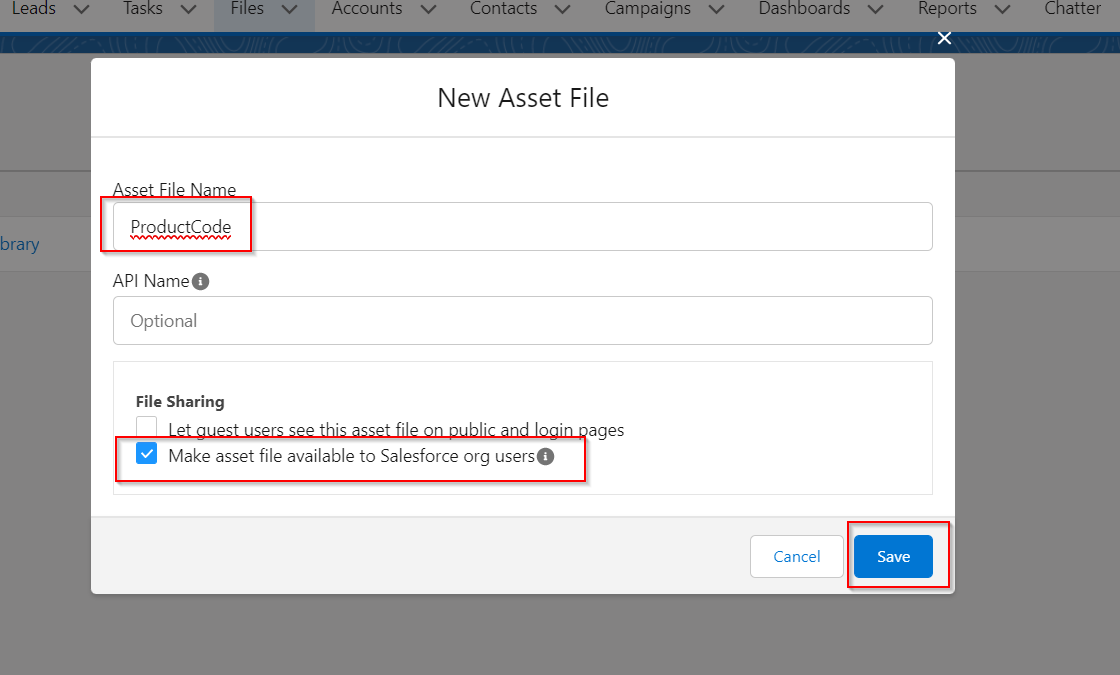 Leads Tasks Files Accounts Contacts Campaigns Dashboards Reports Chatter
New Asset File
Asset File Name
ProductCode
brary
API Name
Optional
File Sharing
Let guest users see this asset file on public and login pages
Make asset file available to Salesforce org users
Cancel Save